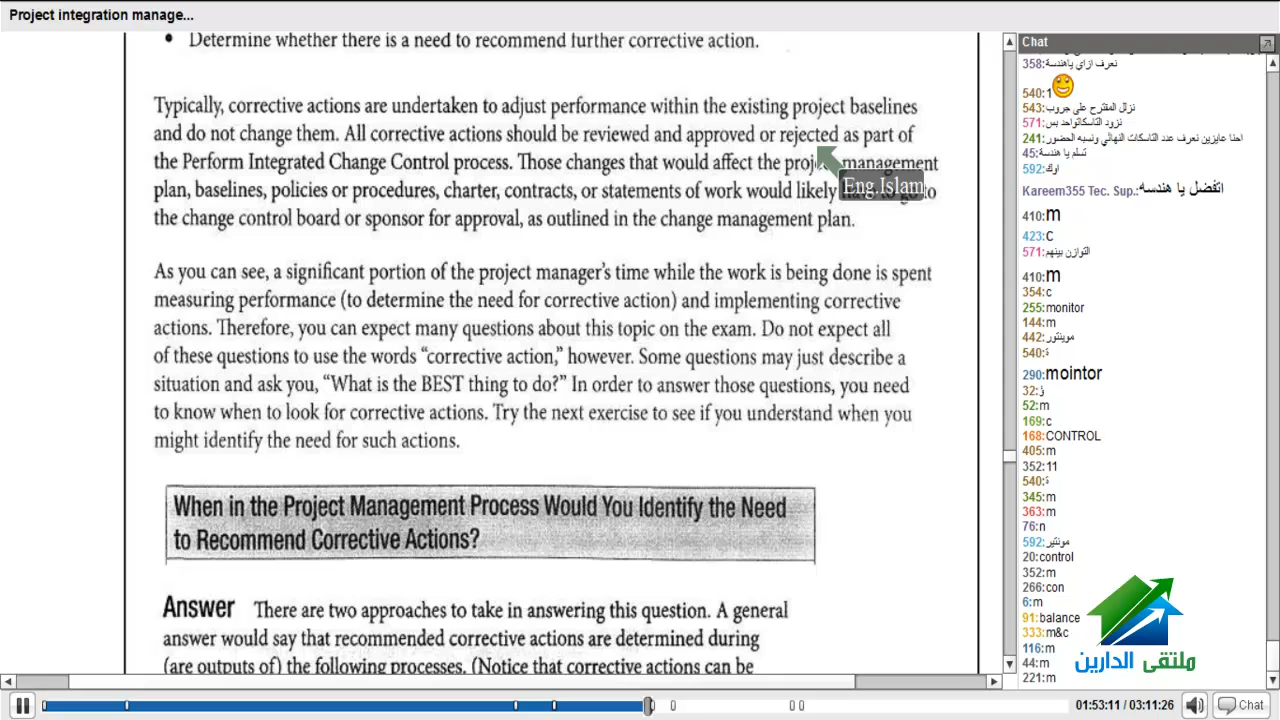 Project integration manage...
• Determine whether there is a need to recommend further corrective action.
Typically, corrective actions are undertaken to adjust performance within the existing project baselines
and do not change them. All corrective actions should be reviewed and approved or rejected as part of
the Perform Integrated Change Control process. Those changes that would affect the project management
plan, baselines, policies or procedures, charter, contracts, or statements of work would likely to
Eng.Islam
the change control board or sponsor for approval, as outlined in the change management plan.
As you can see, a significant portion of the project manager's time while the work is being done is spent
measuring performance (to determine the need for corrective action) and implementing corrective
actions. Therefore, you can expect many questions about this topic on the exam. Do not expect all
of these questions to use the words “corrective action,” however. Some questions may just describe a
situation and ask you, “What is the BEST thing to do?” In order to answer those questions, you need
to know when to look for corrective actions. Try the next exercise to see if you understand when you
might identify the need for such actions.
When in the Project Management Process Would You Identify the Need
to Recommend Corrective Actions?
Answer There are two approaches to take in answering this question. A general
answer would say that recommended corrective actions are determined during
(are outputs of) the following processes. (Notice that corrective actions can be
Chat
358: نعرف ازاي ياهندسة
540:1
543: نزال المقترح على جروب
571: نزود التاسكاتواحد بس
241: احنا عايزين نعرف عدد التاسكات النهائي ونسبه الحضور
45: تسلم يا هندسة
592: اوك
Kareem355 Tec. Sup.: اتفضل يا هندسه
410:m
423:C
571: التوازن بينهم
410:m
354:c
255:monitor
144:m
442: مونيتور
540:ة
290:mointor
32:ؤ
52:m
169:c
168:CONTROL
405:m
352:11
540:ة
345:m
363:m
76:n
592: مونتير
20:control
352:m
266:con
6:m
91:balance
333:m&c
116:m
44:m
221:m
ملتقى الدارين
01:53:11 / 03:11:26
Chat